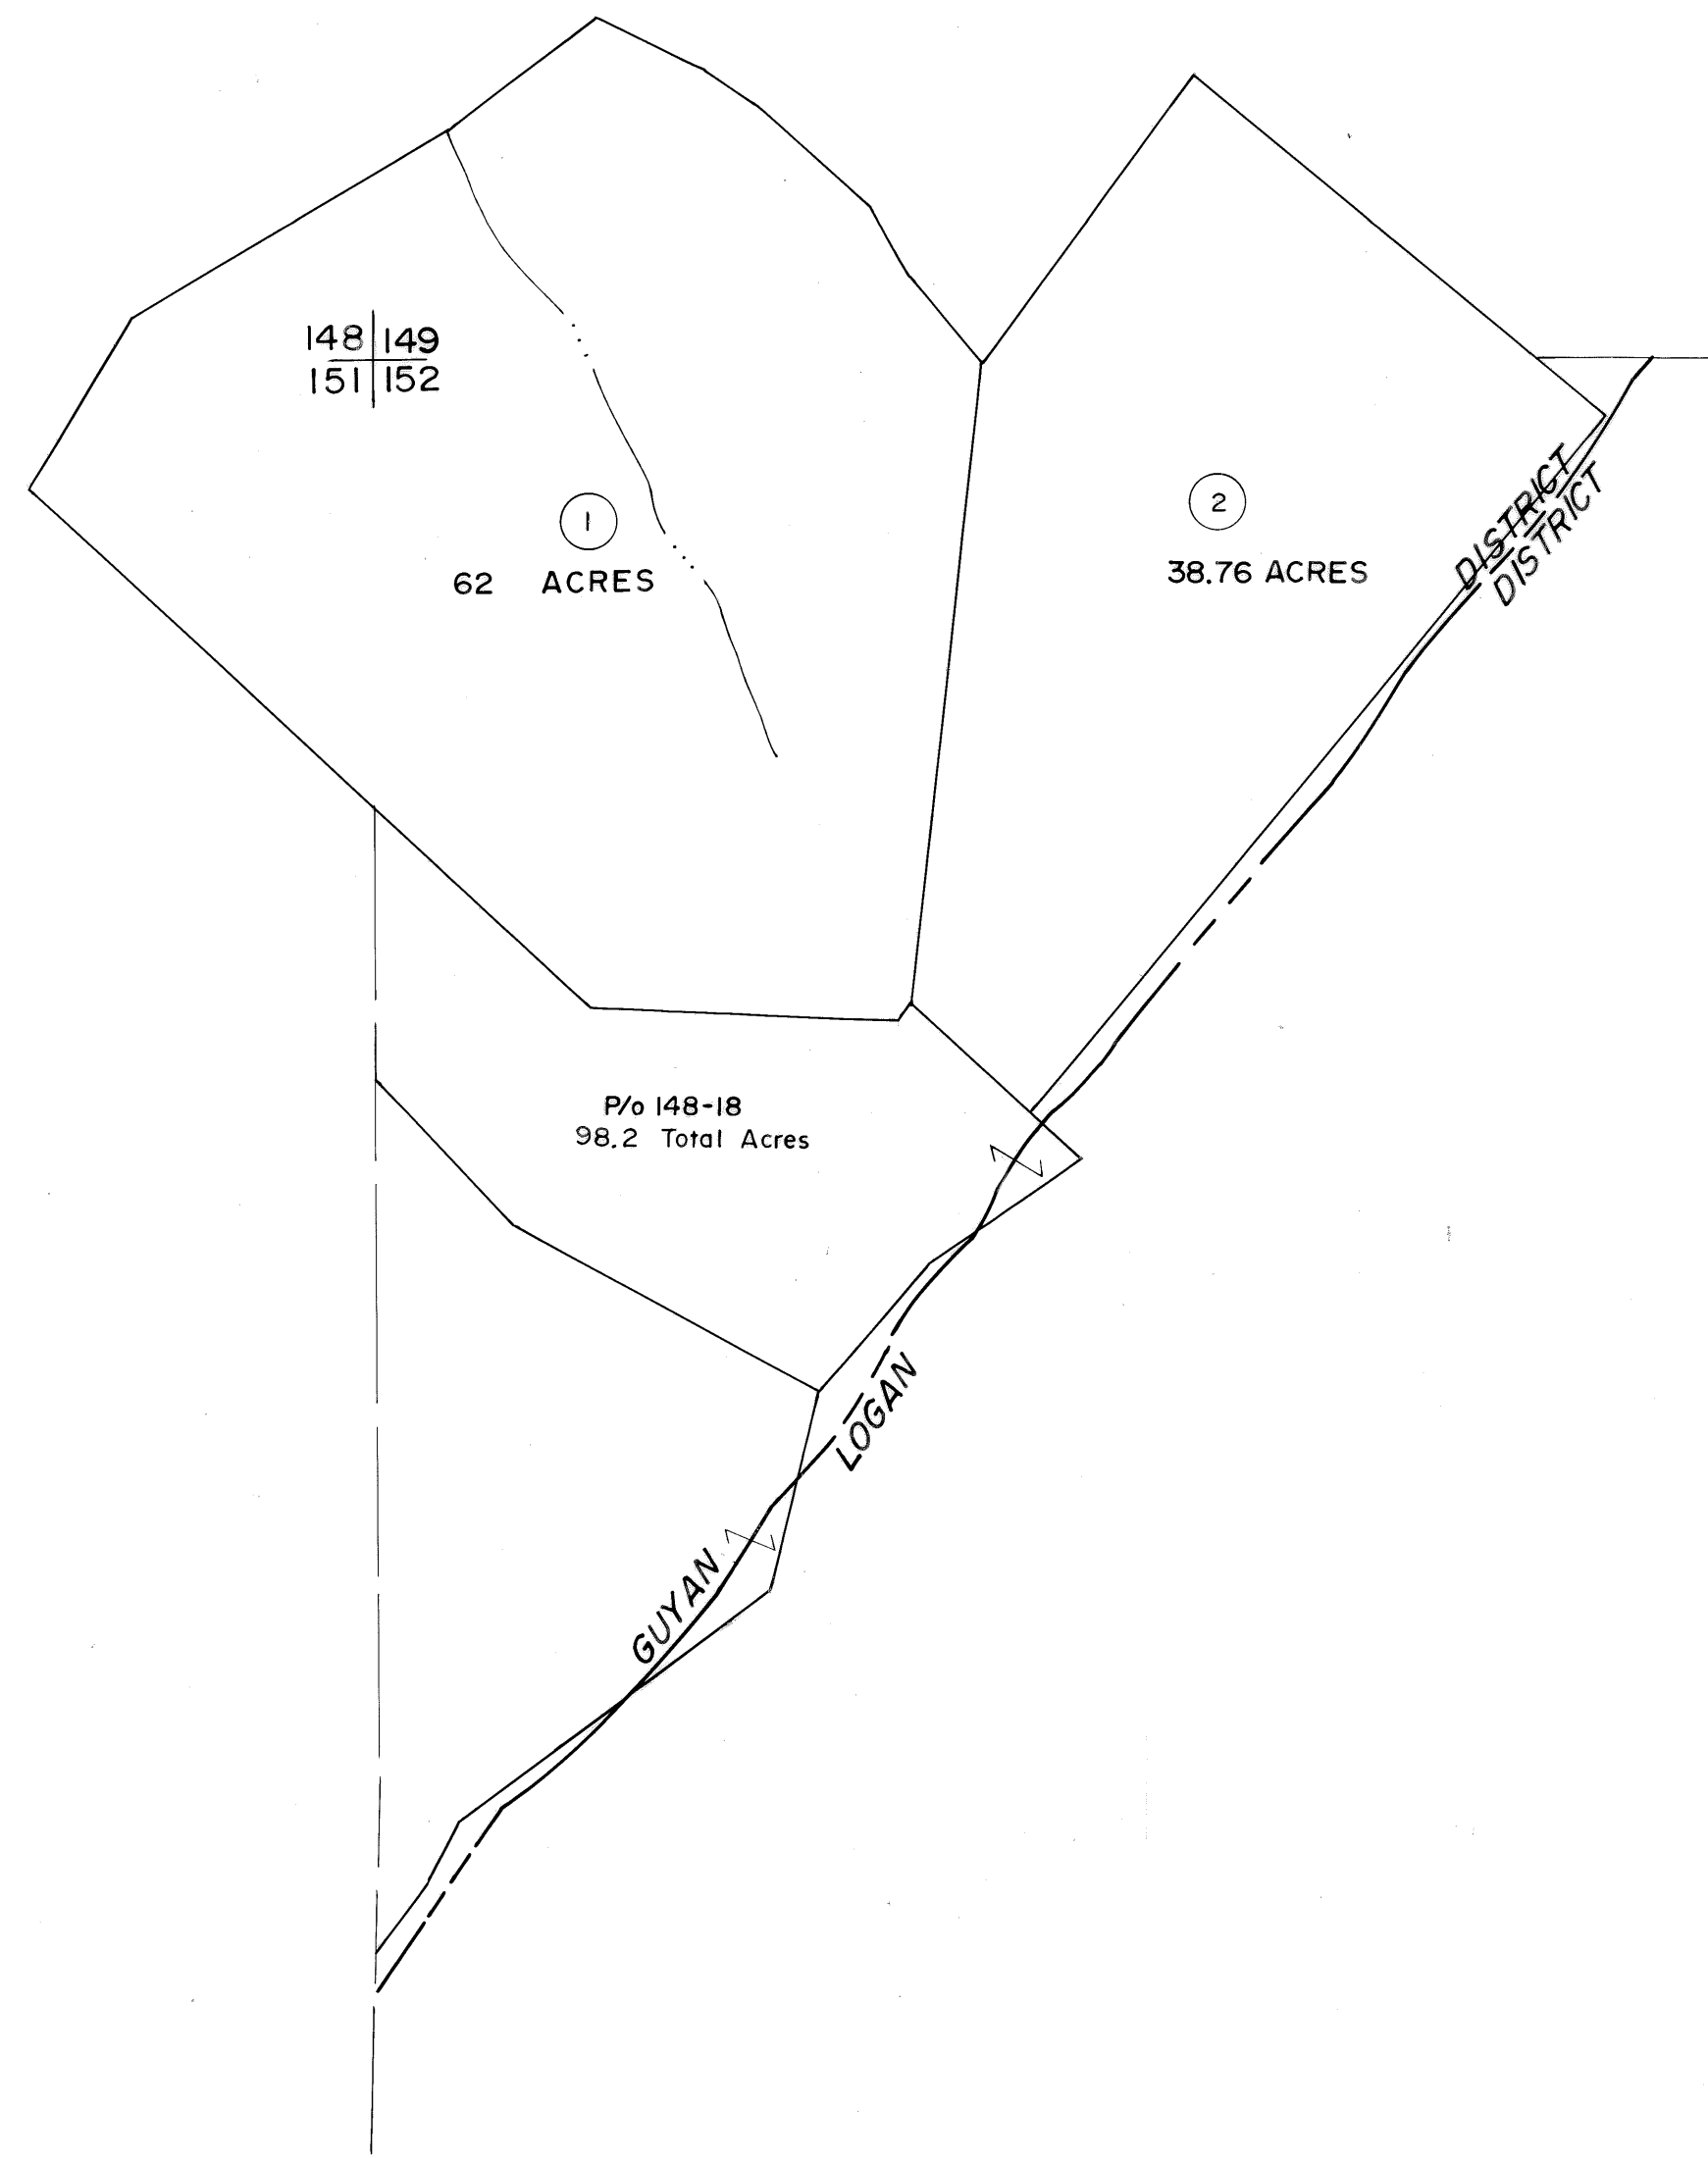 148 149
151 152
1
62 ACRES
2
38.76 ACRES
DISTRICT
DISTRICT
P/o 148-18
98.2 Total Acres
LOGAN
GUYAN